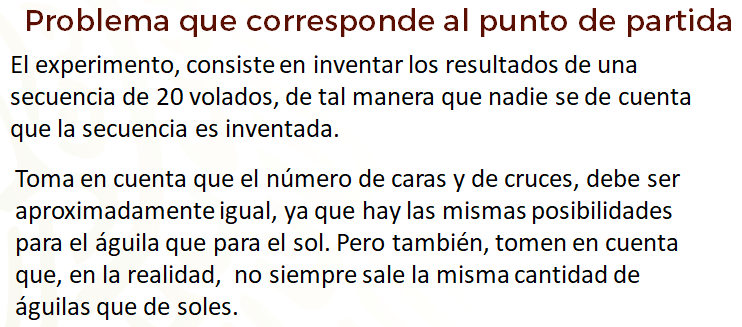 Problema que corresponde al punto de partida
El experimento, consiste en inventar los resultados de una
secuencia de 20 volados, de tal manera que nadie se de cuenta
que la secuencia es inventada.
Toma en cuenta que el número de caras y de cruces, debe ser
aproximadamente igual, ya que hay las mismas posibilidades
para el águila que para el sol. Pero también, tomen en cuenta
que, en la realidad, no siempre sale la misma cantidad de
águilas que de soles.